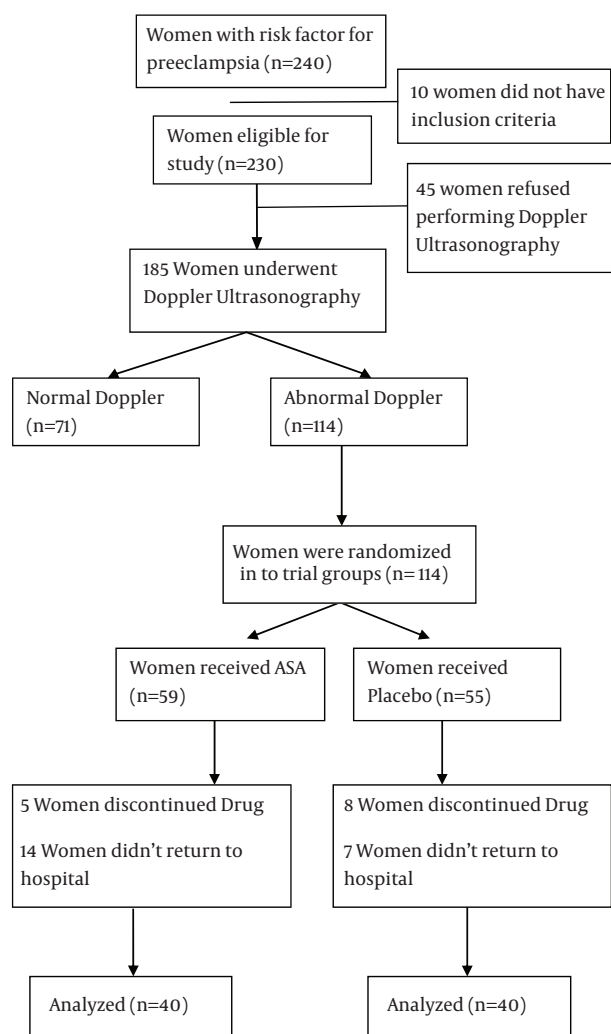 Women with risk factor for
preeclampsia (n=240)
10 women did not have
inclusion criteria
Women eligible for
study (n=230)
45 women refused
performing Doppler
Ultrasonography
185 Women underwent
Doppler Ultrasonography
Normal Doppler
(n=71)
Abnormal Doppler
(n=114)
Women were randomized
in to trial groups (n= 114)
Women received ASA
(n=59)
Women received
Placebo (n=55)
5 Women discontinued Drug
14 Women didn't return to
hospital
8 Women discontinued Drug
7 Women didn't return to
hospital
Analyzed (n=40)
Analyzed (n=40)